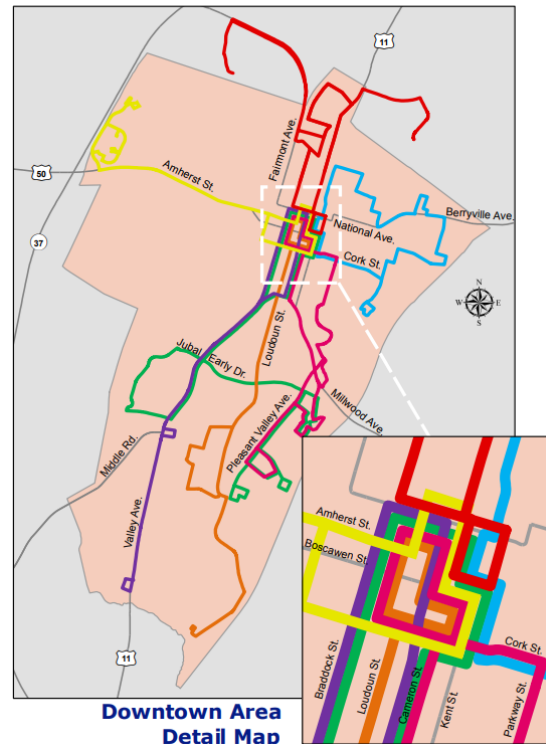 11
Fairmont Ave.
50
Amherst St.
Berryville Ave.
National Ave.
37
Cork St.
N
W E
S
Loudoun St.
Jubal Early Dr.
Millwood Ave.
Pleasant Valley Ave.
Middle Rd.
Valley Ave.
11
Amherst St.
Boscawen St.
Cork St.
Braddock St.
Loudoun St.
Cameron St.
Kent St.
Parkway St.
Downtown Area
Detail Map